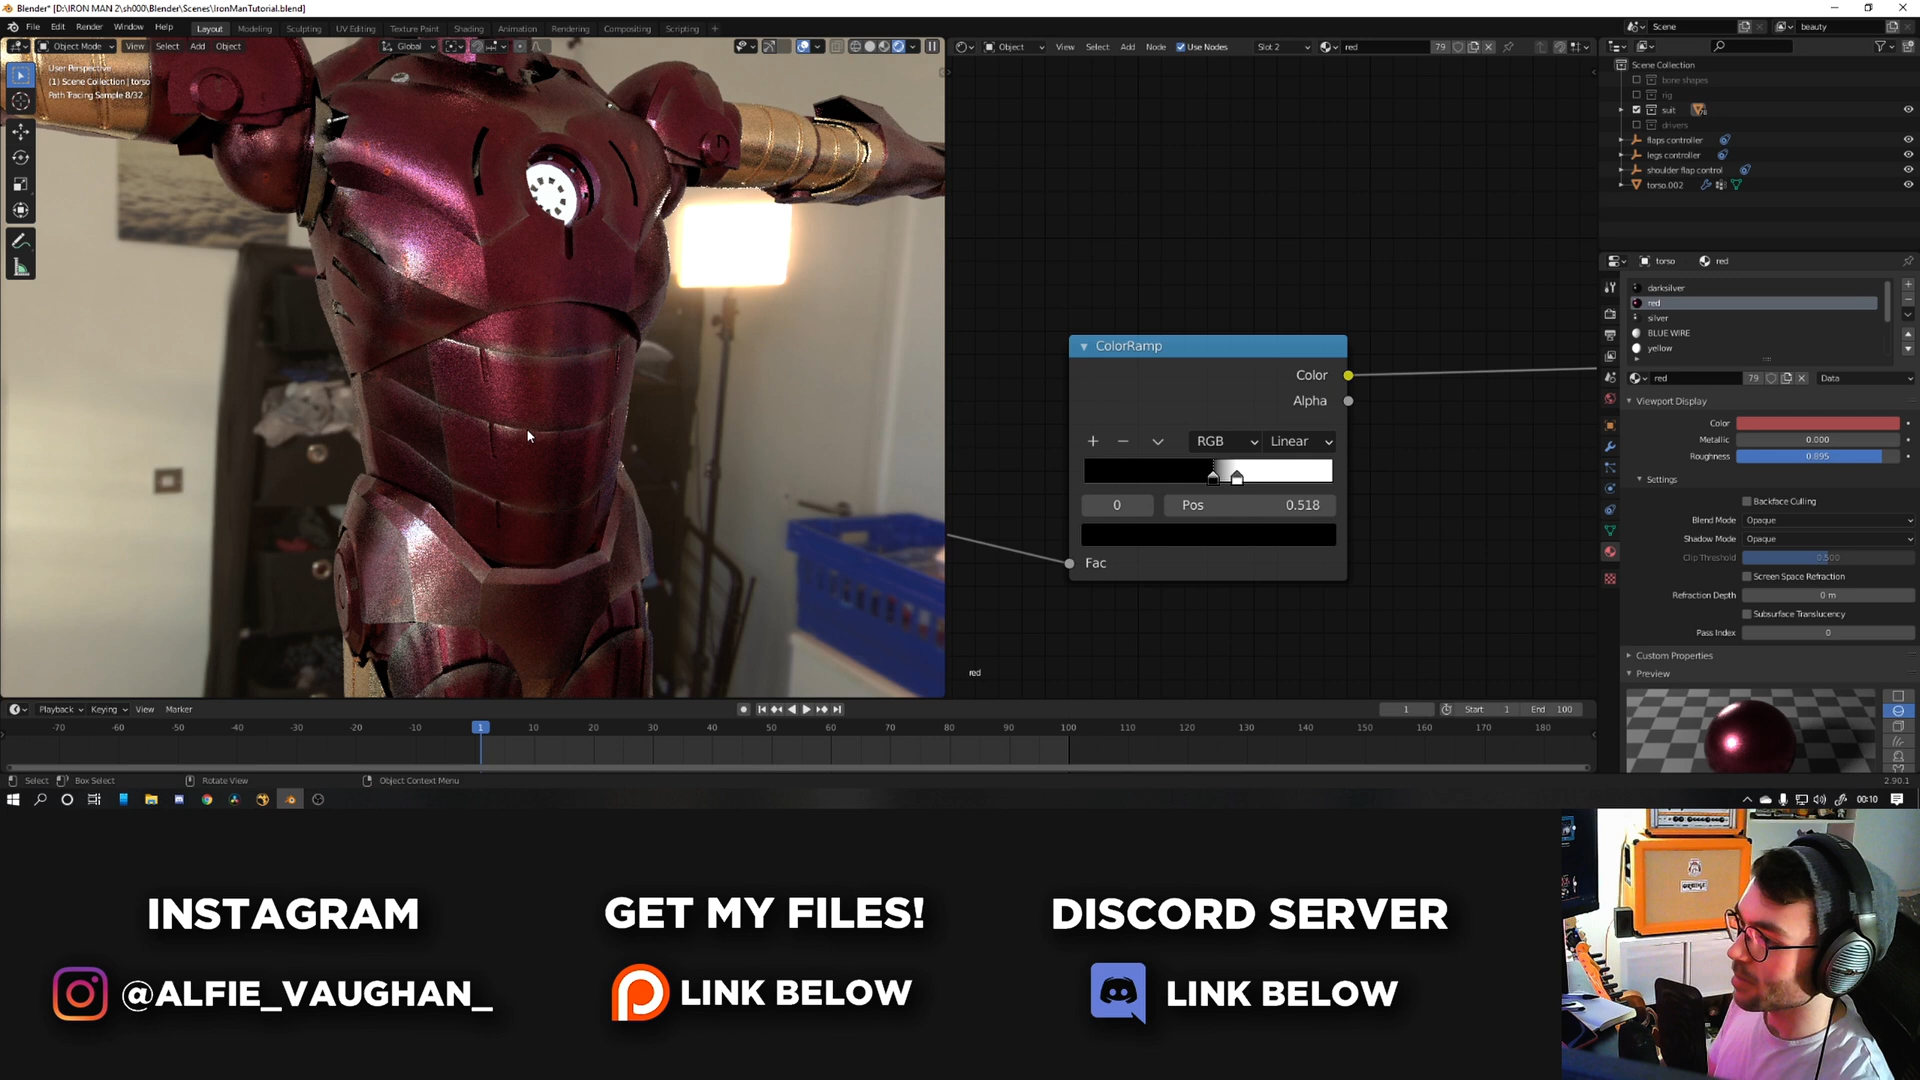 Blender* [D:\IRON MAN 2\sh000\Blender\Scenes\IronManTutorial.blend]
File Edit Render Window Help Layout Modeling Sculpting UV Editing Texture Paint Shading Animation Rendering Compositing Scripting + Scene beauty
Object Mode View Select Add Object Global Object View Select Add Node Use Nodes Slot 2 red 79
User Perspective
(1) Scene Collection | torso
Path Tracing Sample 8/32
Scene Collection
bone shapes
rig
suit
drivers
flaps controller
legs controller
shoulder flap control
torso.002
torso red
darksilver
red
silver
BLUE WIRE
yellow
red 79 Data
Viewport Display
Color
Metallic 0.000
Roughness 0.895
Settings
Backface Culling
Blend Mode Opaque
Shadow Mode Opaque
Clip Threshold 0.500
Screen Space Refraction
Refraction Depth 0 m
Subsurface Translucency
Pass Index 0
Custom Properties
Preview
ColorRamp
Color
Alpha
+ − RGB Linear
0 Pos 0.518
Fac
red
Playback Keying View Marker 1 Start 1 End 100
-70 -60 -50 -40 -30 -20 -10 1 10 20 30 40 50 60 70 80 90 100 110 120 130 140 150 160 170 180
Select Box Select Rotate View Object Context Menu 2.90.1
00:10
INSTAGRAM
@ALFIE_VAUGHAN_
GET MY FILES!
LINK BELOW
DISCORD SERVER
LINK BELOW